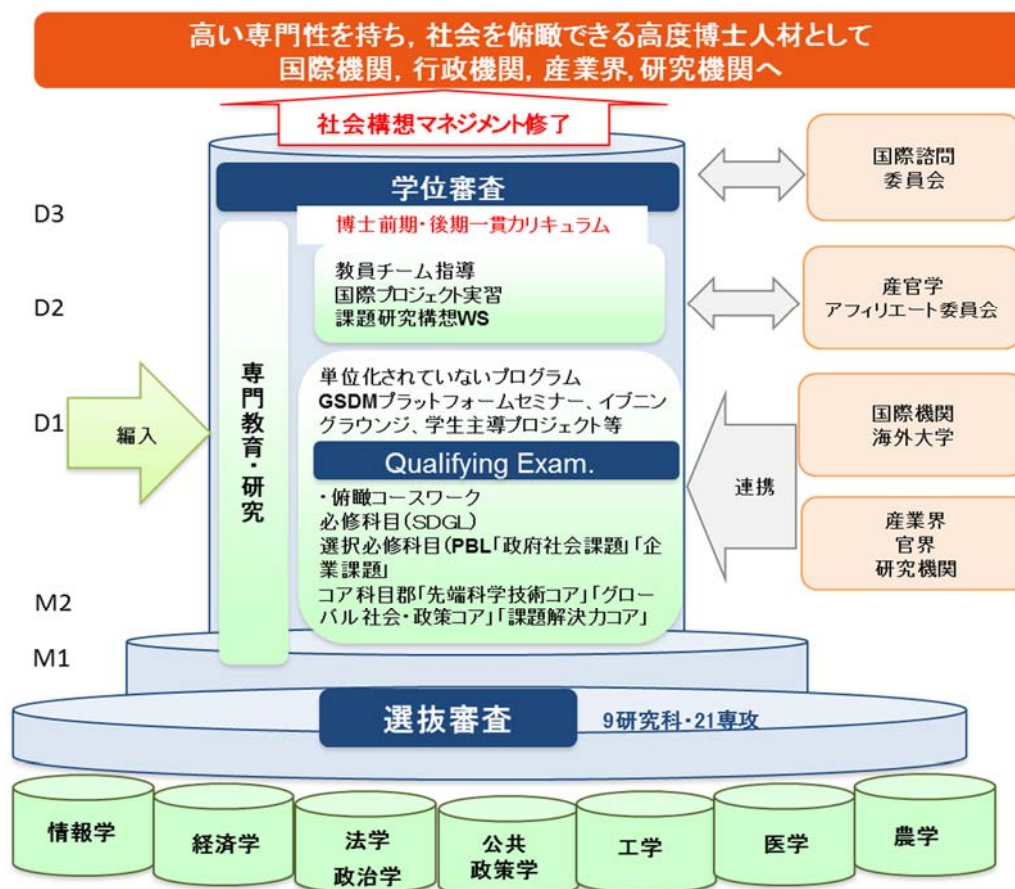 高い専門性を持ち，社会を俯瞰できる高度博士人材として
国際機関，行政機関，産業界，研究機関へ
社会構想マネジメント修了
学位審査
博士前期・後期一貫カリキュラム
教員チーム指導
国際プロジェクト実習
課題研究構想WS
単位化されていないプログラム
GSDMプラットフォームセミナー、イブニン
グラウンジ、学生主導プロジェクト等
Qualifying Exam.
・俯瞰コースワーク
必修科目(SDGL)
選択必修科目(PBL「政府社会課題」「企
業課題」
コア科目郡「先端科学技術コア」「グロー
バル社会・政策コア」「課題解決力コア」
専門教育・研究
D3
D2
D1
M2
M1
編入
国際諮問
委員会
産官学
アフィリエート委員会
国際機関
海外大学
連携
産業界
官界
研究機関
選抜審査
9研究科・21専攻
情報学
経済学
法学
政治学
公共
政策学
工学
医学
農学